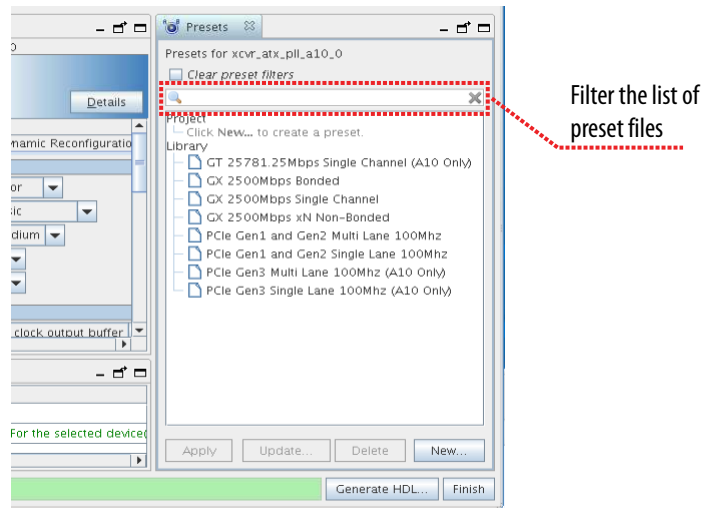 Presets
Presets for xcvr_atx_pll_a10_0
Clear preset filters
Details
Project
Click New... to create a preset.
Library
GT 25781.25Mbps Single Channel (A10 Only)
GX 2500Mbps Bonded
GX 2500Mbps Single Channel
GX 2500Mbps xN Non-Bonded
PCIe Gen1 and Gen2 Multi Lane 100Mhz
PCIe Gen1 and Gen2 Single Lane 100Mhz
PCIe Gen3 Multi Lane 100Mhz (A10 Only)
PCIe Gen3 Single Lane 100Mhz (A10 Only)
namic Reconfiguratio
or
sic
dium
clock output buffer
For the selected device(
Apply Update... Delete New...
Generate HDL... Finish
Filter the list of
preset files